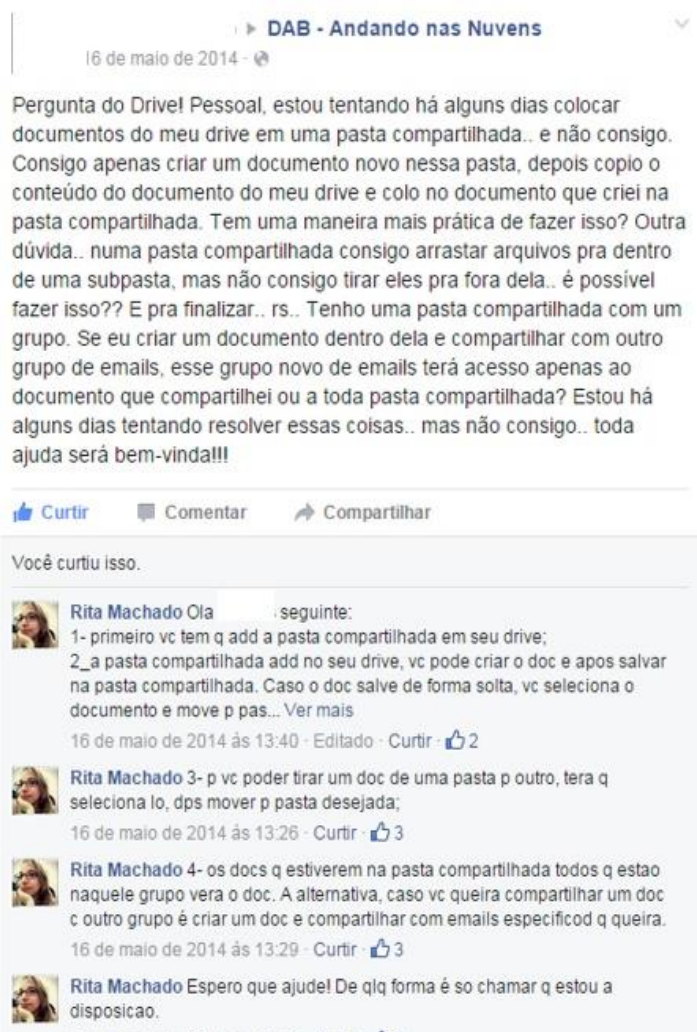 DAB - Andando nas Nuvens
16 de maio de 2014 ·
Pergunta do Drive! Pessoal, estou tentando há alguns dias colocar
documentos do meu drive em uma pasta compartilhada.. e não consigo.
Consigo apenas criar um documento novo nessa pasta, depois copio o
conteúdo do documento do meu drive e colo no documento que criei na
pasta compartilhada. Tem uma maneira mais prática de fazer isso? Outra
dúvida.. numa pasta compartilhada consigo arrastar arquivos pra dentro
de uma subpasta, mas não consigo tirar eles pra fora dela.. é possível
fazer isso?? E pra finalizar.. rs.. Tenho uma pasta compartilhada com um
grupo. Se eu criar um documento dentro dela e compartilhar com outro
grupo de emails, esse grupo novo de emails terá acesso apenas ao
documento que compartilhei ou a toda pasta compartilhada? Estou há
alguns dias tentando resolver essas coisas.. mas não consigo.. toda
ajuda será bem-vinda!!!
Curtir Comentar Compartilhar
Você curtiu isso.
Rita Machado Ola seguinte:
1- primeiro vc tem q add a pasta compartilhada em seu drive;
2_a pasta compartilhada add no seu drive, vc pode criar o doc e apos salvar
na pasta compartilhada. Caso o doc salve de forma solta, vc seleciona o
documento e move p pas... Ver mais
16 de maio de 2014 às 13:40 · Editado · Curtir · 2
Rita Machado 3- p vc poder tirar um doc de uma pasta p outro, tera q
seleciona lo, dps mover p pasta desejada;
16 de maio de 2014 às 13:26 · Curtir · 3
Rita Machado 4- os docs q estiverem na pasta compartilhada todos q estao
naquele grupo vera o doc. A alternativa, caso vc queira compartilhar um doc
c outro grupo é criar um doc e compartilhar com emails especificod q queira.
16 de maio de 2014 às 13:29 · Curtir · 3
Rita Machado Espero que ajude! De qlq forma é so chamar q estou a
disposicao.